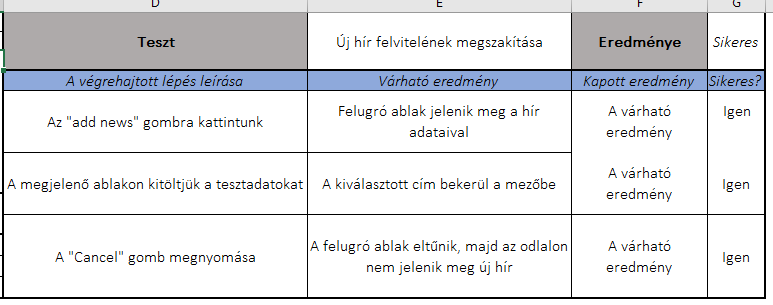 D E F G
Teszt Új hír felvitelének megszakítása Eredménye Sikeres
A végrehajtott lépés leírása Várható eredmény Kapott eredmény Sikeres?
Az "add news" gombra kattintunk
Felugró ablak jelenik meg a hír
adataival
A várható
eredmény
Igen
A megjelenő ablakon kitöltjük a tesztadatokat
A kiválasztott cím bekerül a mezőbe
A várható
eredmény
Igen
A "Cancel" gomb megnyomása
A felugró ablak eltűnik, majd az odlalon
nem jelenik meg új hír
A várható
eredmény
Igen